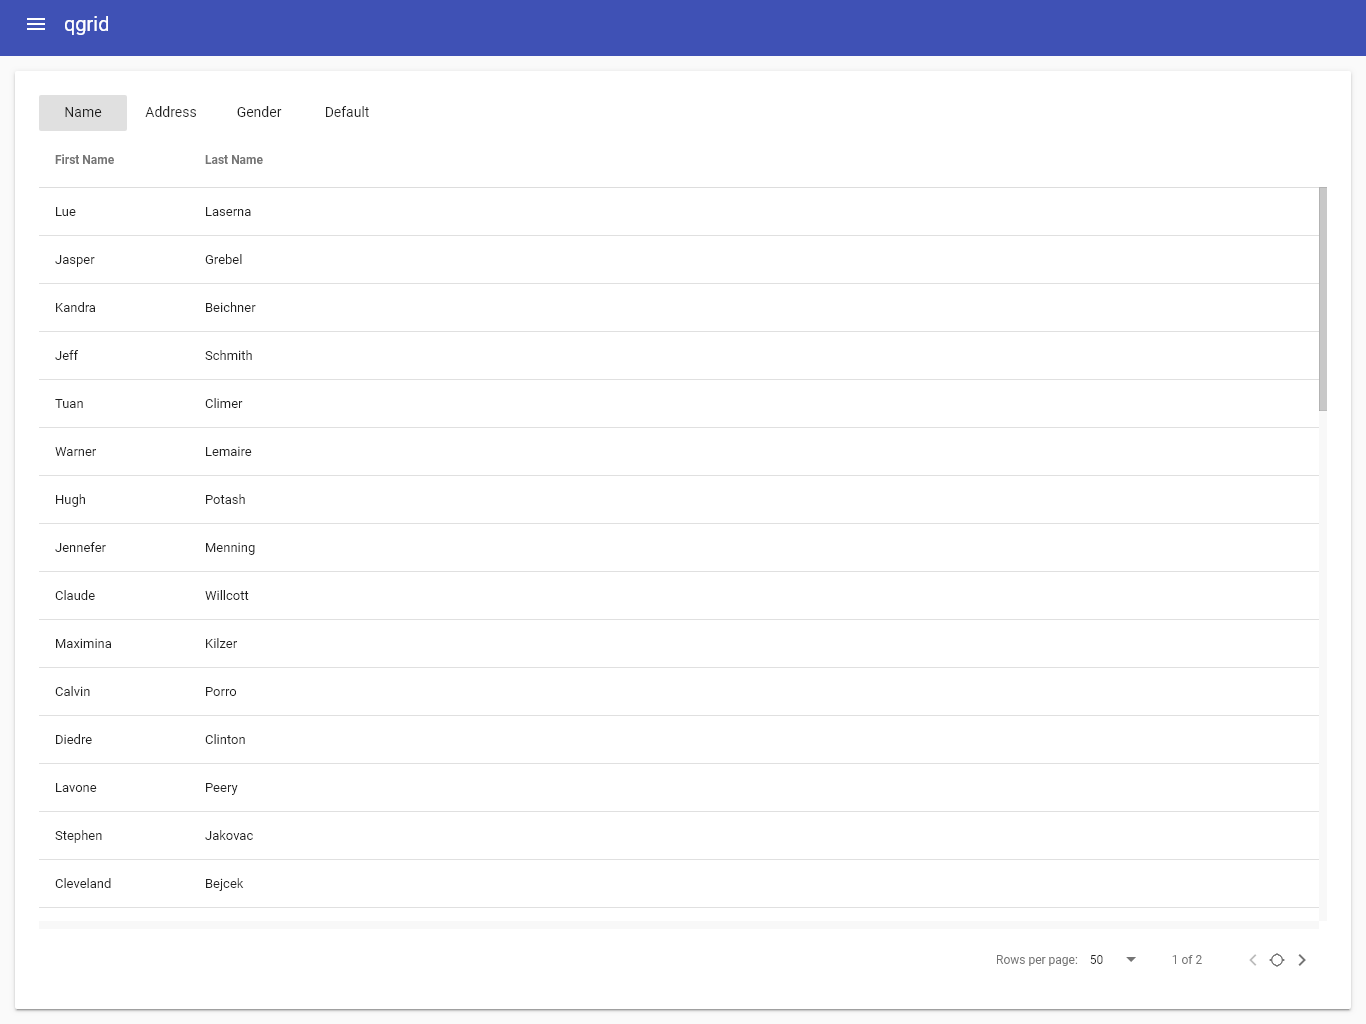 qgrid
Name Address Gender Default
First Name Last Name
Lue Laserna
Jasper Grebel
Kandra Beichner
Jeff Schmith
Tuan Climer
Warner Lemaire
Hugh Potash
Jennefer Menning
Claude Willcott
Maximina Kilzer
Calvin Porro
Diedre Clinton
Lavone Peery
Stephen Jakovac
Cleveland Bejcek
Rows per page: 50 1 of 2